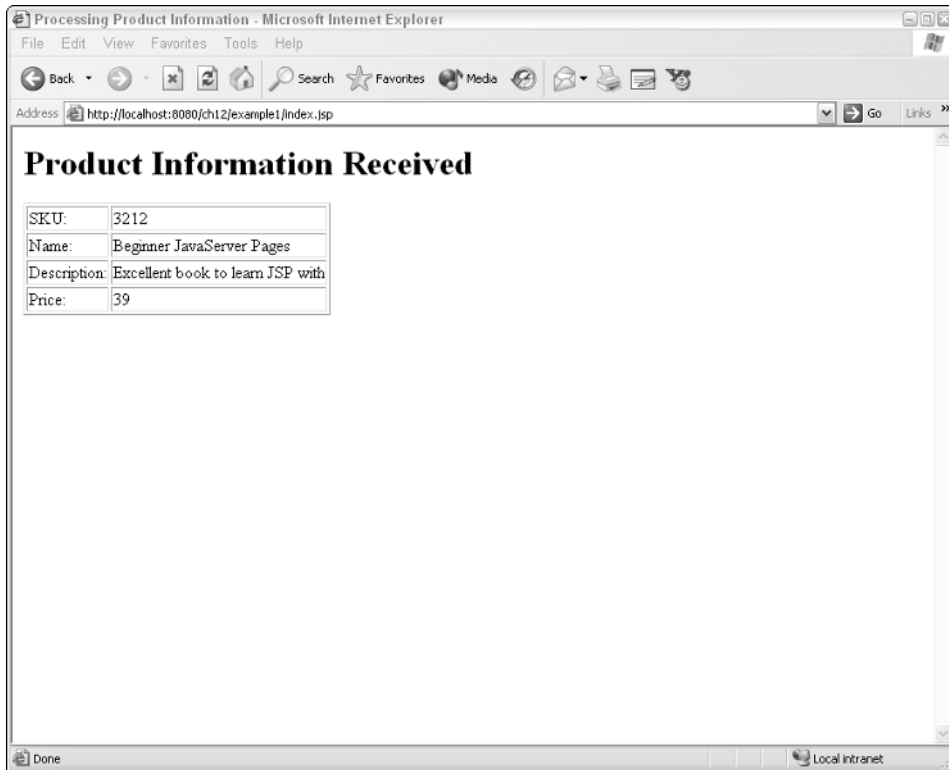 Processing Product Information - Microsoft Internet Explorer
File Edit View Favorites Tools Help
Back Search Favorites Media
Address http://localhost:8080/ch12/example1/index.jsp Go Links »
Product Information Received
SKU: 3212
Name: Beginner JavaServer Pages
Description: Excellent book to learn JSP with
Price: 39
Done Local intranet